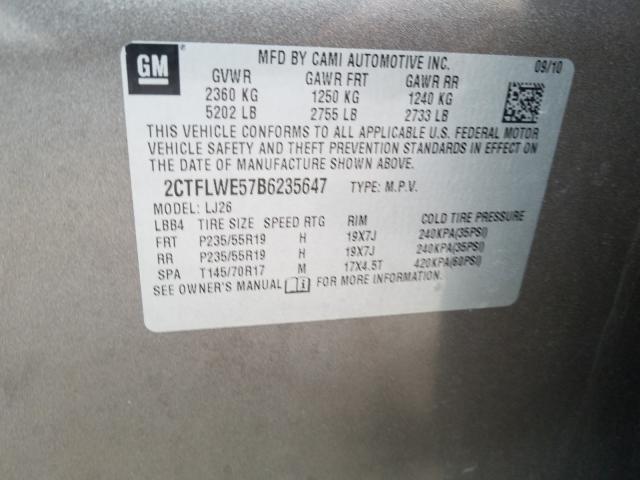 GM
MFD BY CAMI AUTOMOTIVE INC. 09/10
GVWR GAWR FRT GAWR RR
2360 KG 1250 KG 1240 KG
5202 LB 2755 LB 2733 LB
THIS VEHICLE CONFORMS TO ALL APPLICABLE U.S. FEDERAL MOTOR
VEHICLE SAFETY AND THEFT PREVENTION STANDARDS IN EFFECT ON
THE DATE OF MANUFACTURE SHOWN ABOVE.
2CTFLWE57B6235647 TYPE: M.P.V.
MODEL: LJ26
LBB4 TIRE SIZE SPEED RTG RIM COLD TIRE PRESSURE
FRT P235/55R19 H 19X7J 240KPA(35PSI)
RR P235/55R19 H 19X7J 240KPA(35PSI)
SPA T145/70R17 M 17X4.5T 420KPA(60PSI)
SEE OWNER'S MANUAL i FOR MORE INFORMATION.